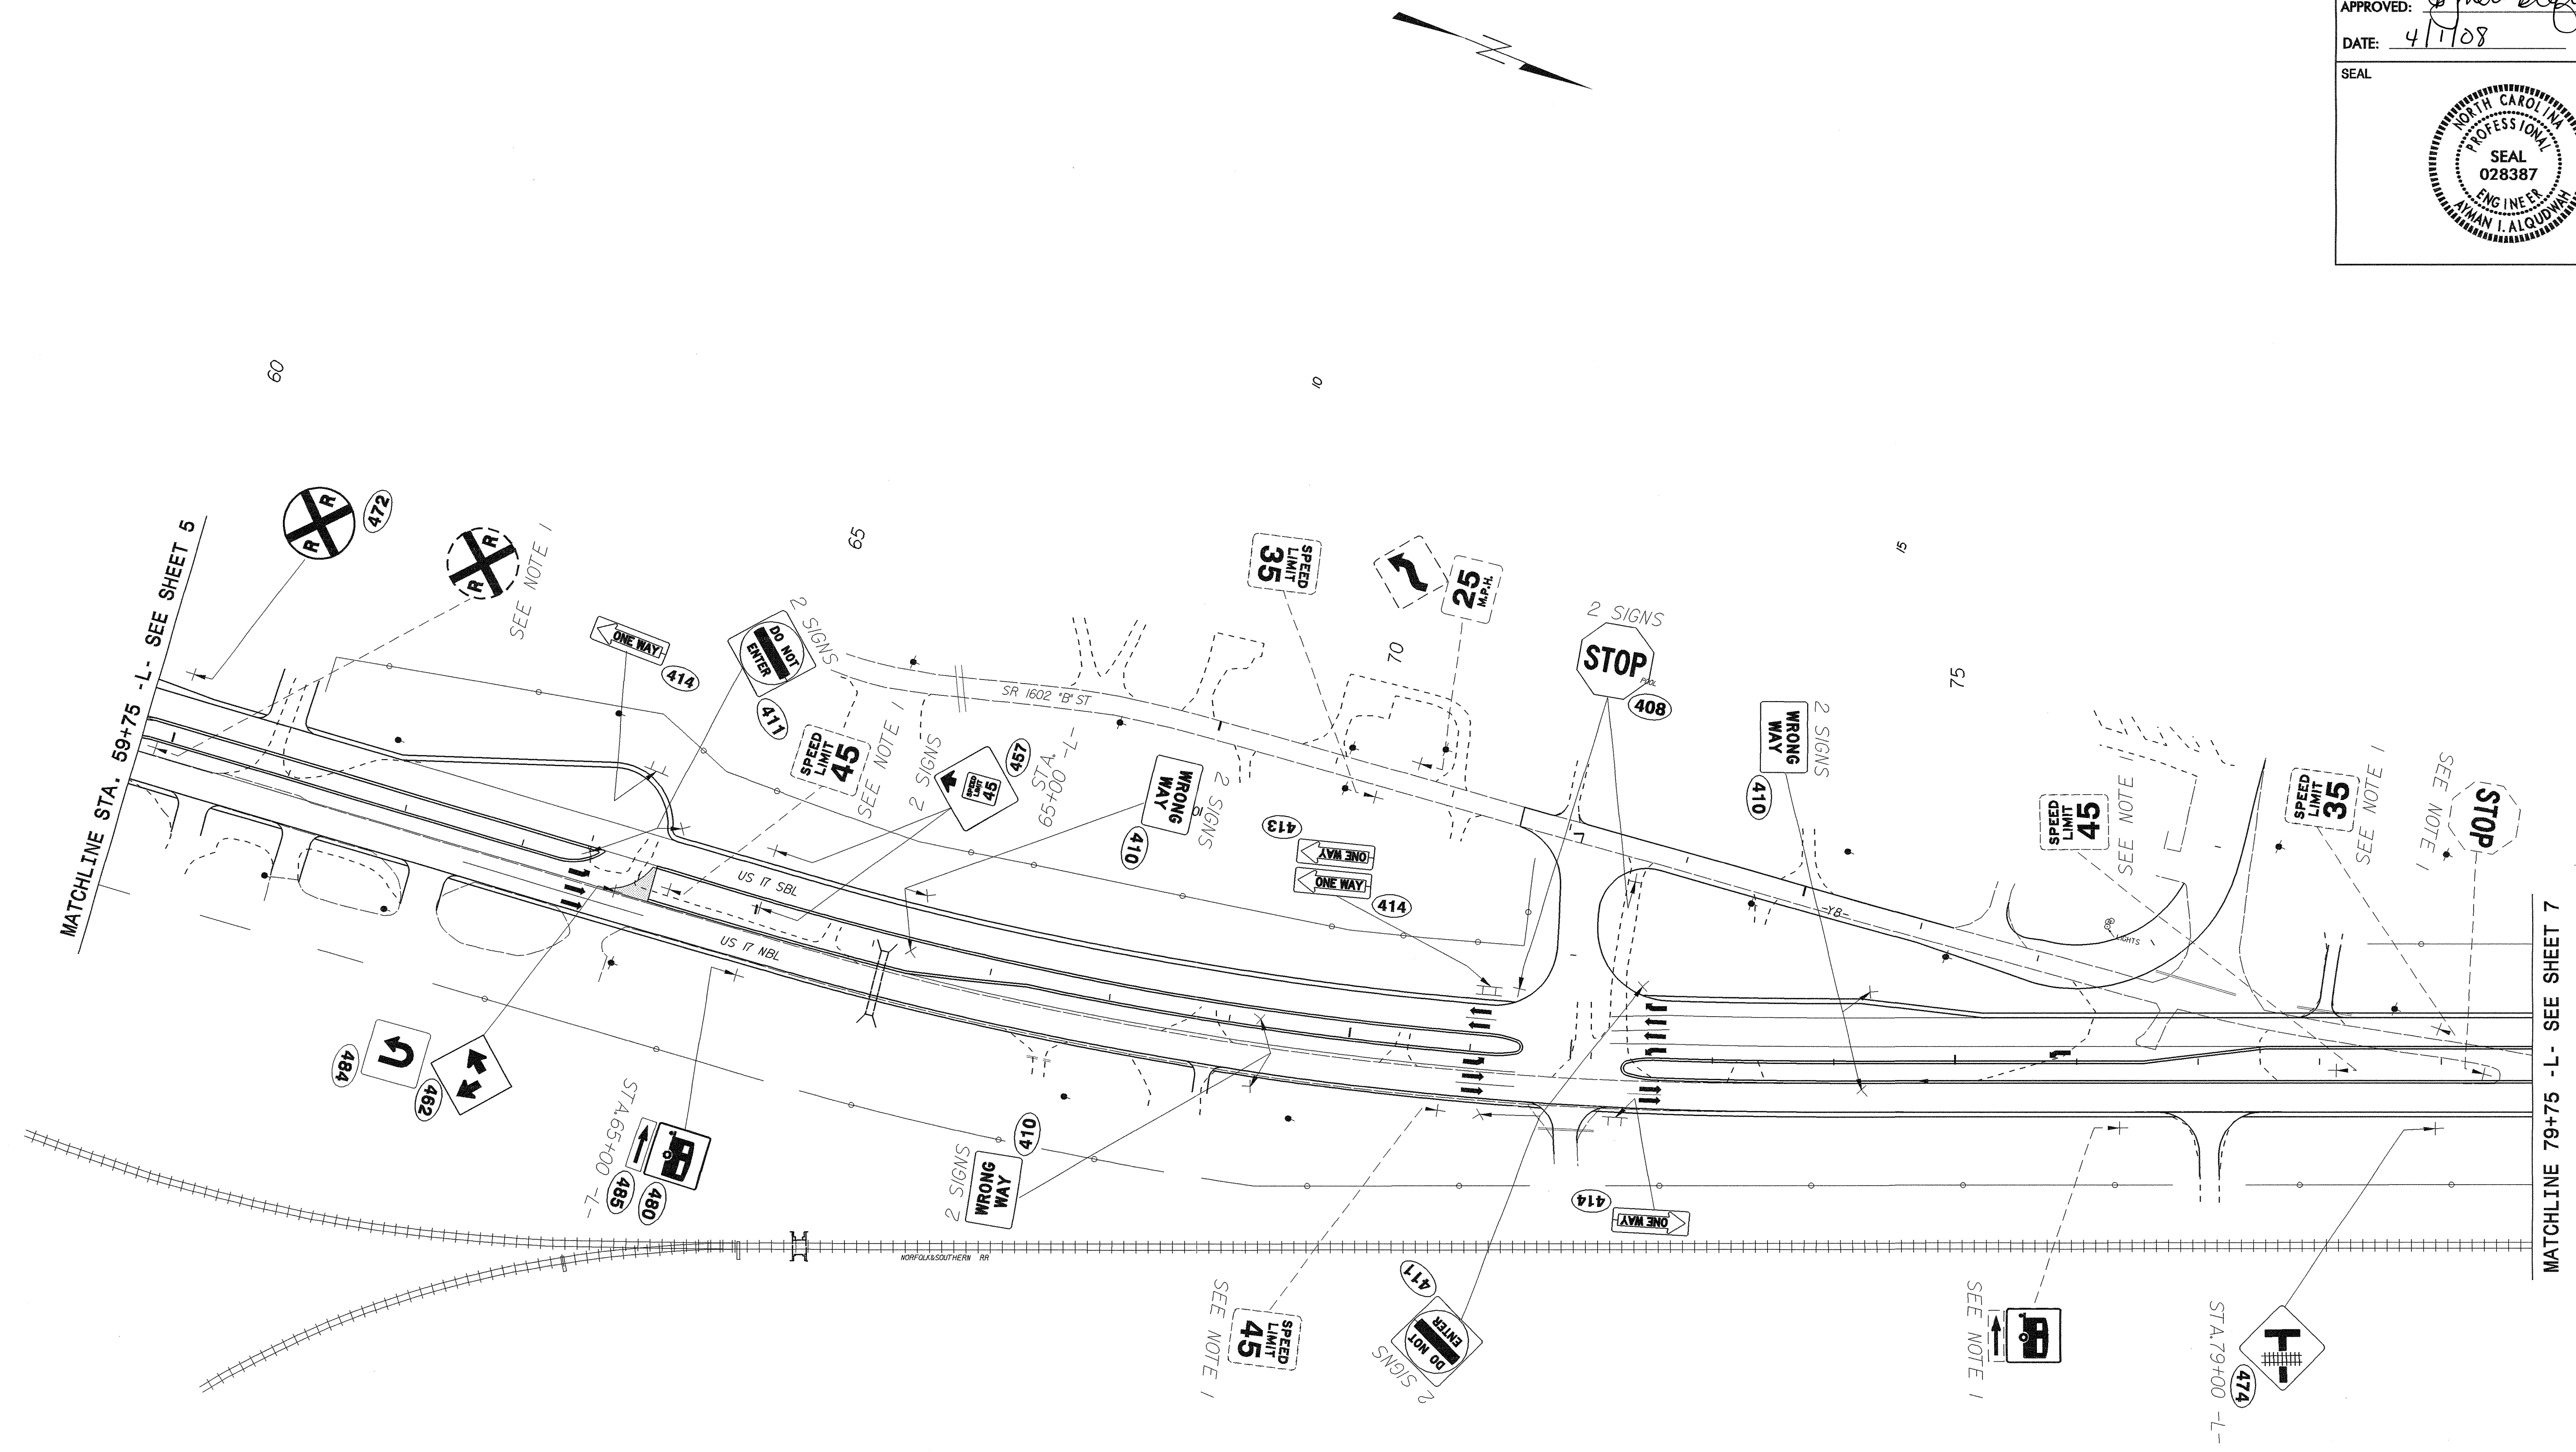 APPROVED:
DATE: 4/1/08
SEAL
NORTH CAROLINA
PROFESSIONAL
SEAL
028387
ENGINEER
AYMAN I. ALQUDWAH
60
10
MATCHLINE STA. 59+75 -L- SEE SHEET 5
R
R
472
R
R
SEE NOTE 1
ONE WAY
414
DO NOT
ENTER
2 SIGNS
411
65
SPEED
LIMIT
45
SEE NOTE 1
2 SIGNS
SPEED
LIMIT
45
457
STA.
65+00 -L-
SR 1602 "B" ST
WRONG
WAY
2 SIGNS
410
SPEED
LIMIT
35
25
M.P.H.
70
2 SIGNS
STOP
POOL
408
413
ONE WAY
ONE WAY
414
WRONG
WAY
2 SIGNS
410
15
75
SPEED
LIMIT
45
SEE NOTE 1
SPEED
LIMIT
35
SEE NOTE 1
SEE NOTE 1
STOP
US 17 SBL
US 17 NBL
-Y8-
LIGHTS
MATCHLINE 79+75 -L- SEE SHEET 7
484
462
STA.65+00 -L-
485
480
2 SIGNS
WRONG
WAY
410
NORFOLK&SOUTHERN RR
SEE NOTE 1
SPEED
LIMIT
45
411
DO NOT
ENTER
2 SIGNS
414
ONE WAY
SEE NOTE 1
STA.79+00 -L-
474